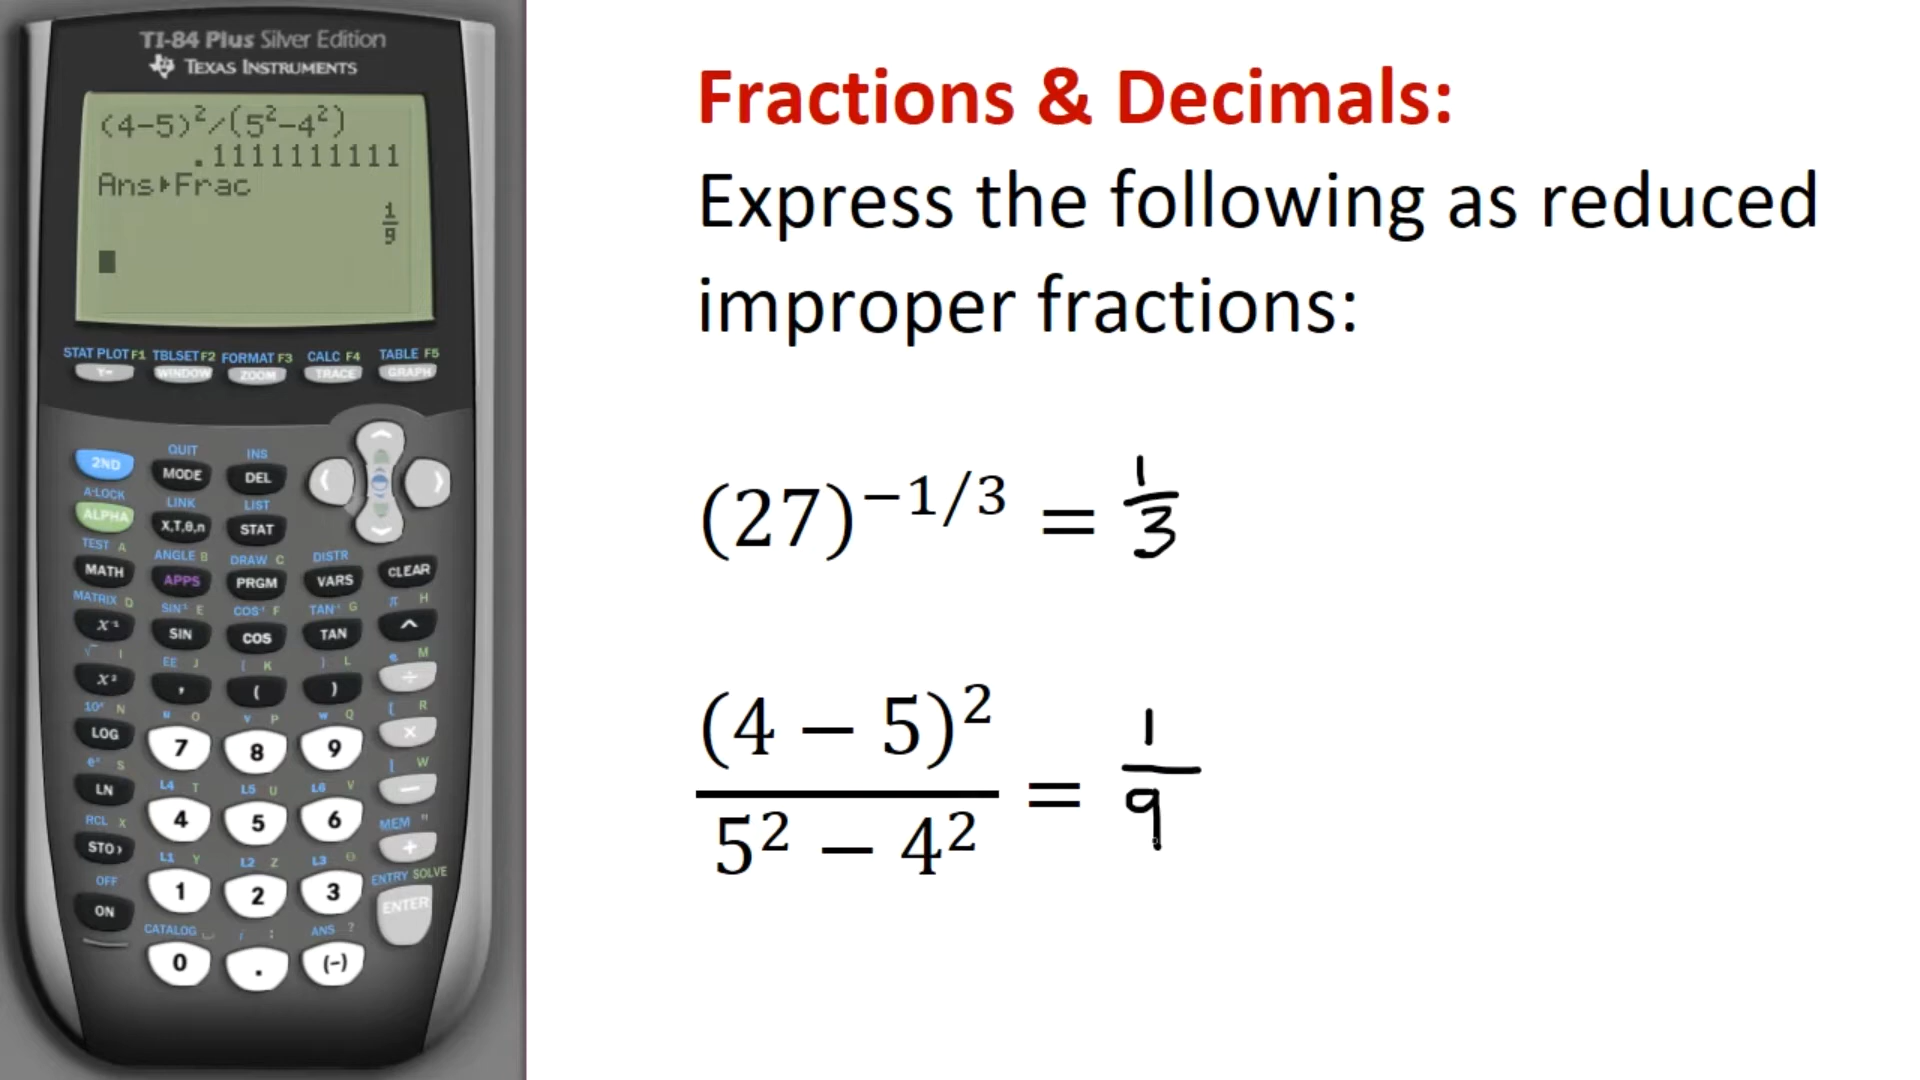 TI-84 Plus Silver Edition
TEXAS INSTRUMENTS
(4-5)²/(5²-4²)
.1111111111
Ans▸Frac
1/9
STAT PLOT F1 TBLSET F2 FORMAT F3 CALC F4 TABLE F5
Y= WINDOW ZOOM TRACE GRAPH
QUIT INS
2ND MODE DEL
A-LOCK LINK LIST
ALPHA X,T,θ,n STAT
TEST A ANGLE B DRAW C DISTR
MATH APPS PRGM VARS CLEAR
MATRIX D SIN⁻¹ E COS⁻¹ F TAN⁻¹ G π H
X⁻¹ SIN COS TAN ^
√ I EE J { K } L e M
X² , ( ) ÷
10ˣ N u O v P w Q [ R
LOG 7 8 9 ×
eˣ S L4 T L5 U L6 V ] W
LN 4 5 6 −
RCL X L1 Y L2 Z L3 θ MEM "
STO› 1 2 3 +
OFF CATALOG i : ANS ? ENTRY SOLVE
ON 0 . (-) ENTER
Fractions & Decimals:
Express the following as reduced
improper fractions:
(27)^−1/3 = 1/3
(4 − 5)²/5² − 4² = 1/9